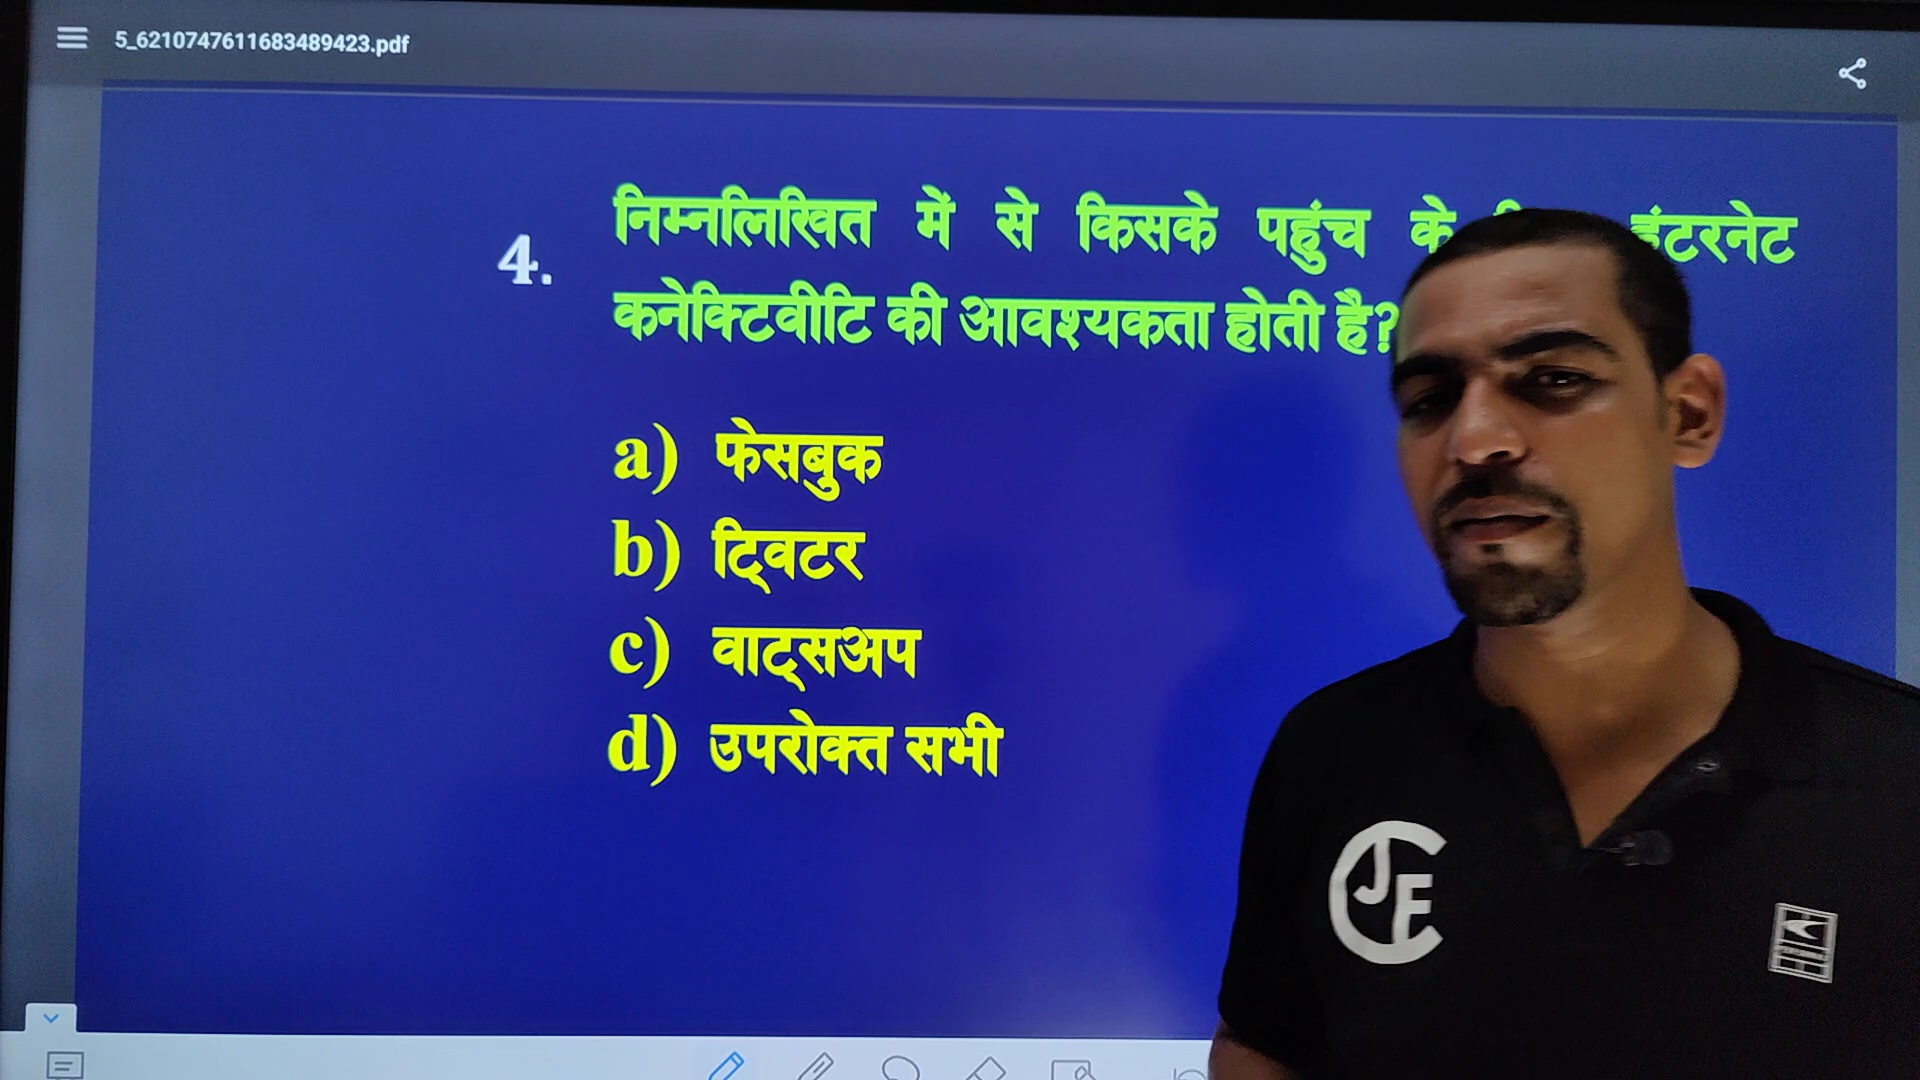 5_6210747611683489423.pdf
4. निम्नलिखित में से किसके पहुंच के इंटरनेट
कनेक्टिवीटि की आवश्यकता होती है?
a) फेसबुक
b) ट्विटर
c) वाट्सअप
d) उपरोक्त सभी